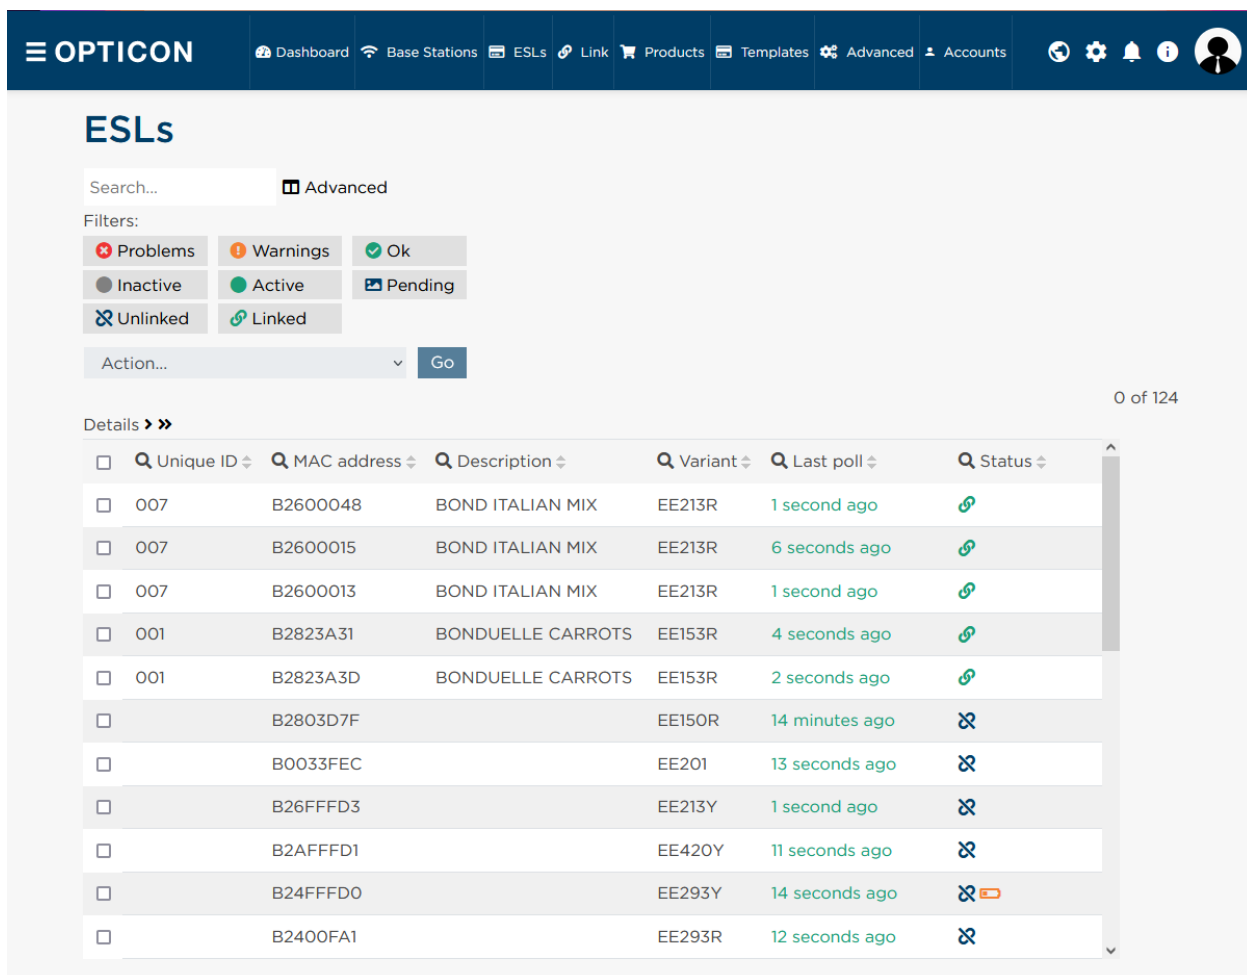 OPTICON Dashboard Base Stations ESLs Link Products Templates Advanced Accounts
ESLs
Search... Advanced
Filters:
Problems Warnings Ok
Inactive Active Pending
Unlinked Linked
Action... Go
0 of 124
Details
Unique ID MAC address Description Variant Last poll Status
007 B2600048 BOND ITALIAN MIX EE213R 1 second ago
007 B2600015 BOND ITALIAN MIX EE213R 6 seconds ago
007 B2600013 BOND ITALIAN MIX EE213R 1 second ago
001 B2823A31 BONDUELLE CARROTS EE153R 4 seconds ago
001 B2823A3D BONDUELLE CARROTS EE153R 2 seconds ago
B2803D7F EE150R 14 minutes ago
B0033FEC EE201 13 seconds ago
B26FFFD3 EE213Y 1 second ago
B2AFFFD1 EE420Y 11 seconds ago
B24FFFD0 EE293Y 14 seconds ago
B2400FA1 EE293R 12 seconds ago